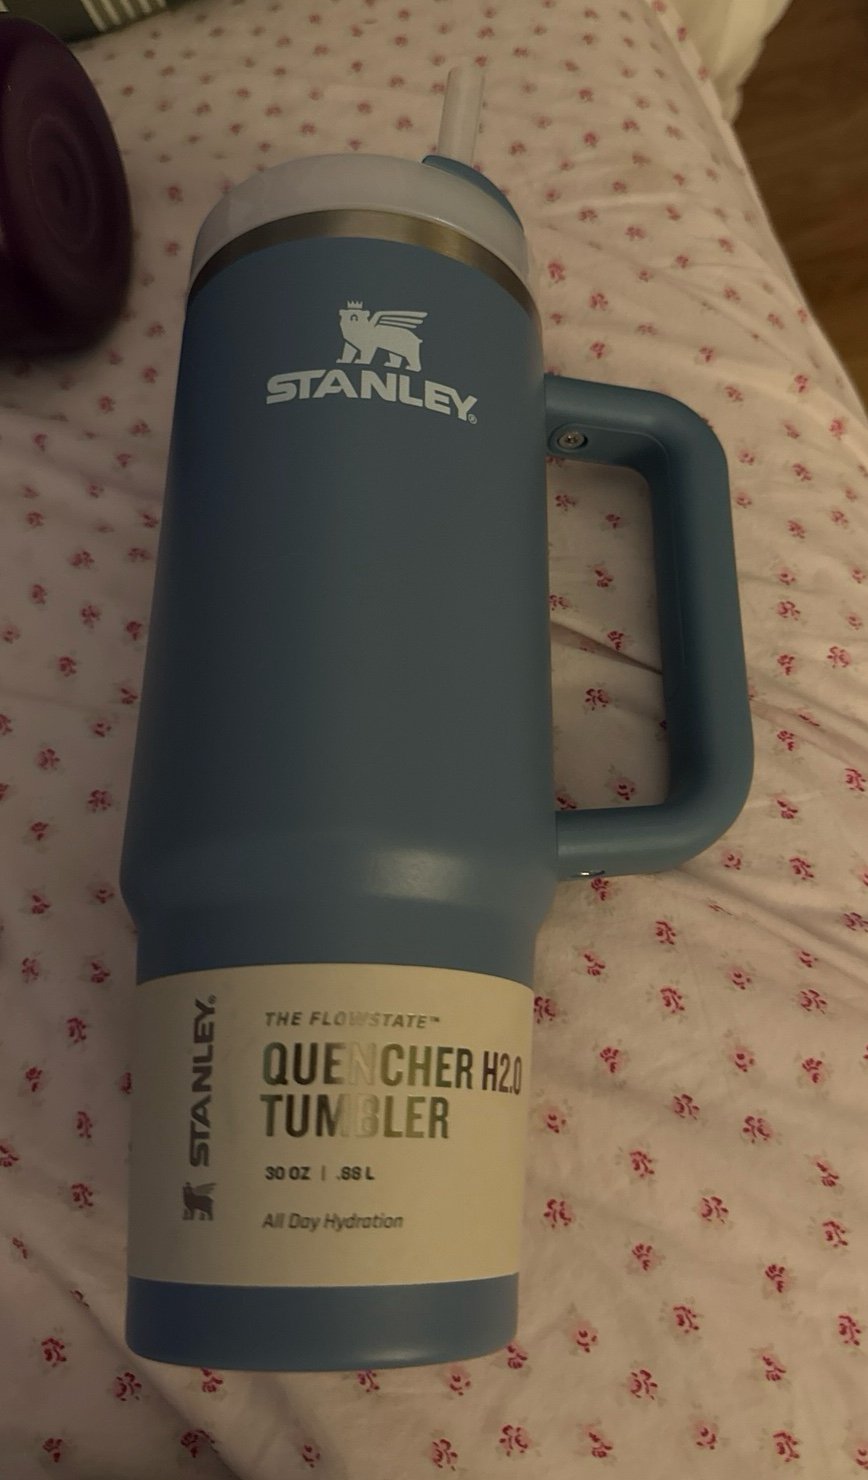 STANLEY®
STANLEY®
THE FLOWSTATE™
QUENCHER H2.0
TUMBLER
30 OZ | .88 L
All Day Hydration